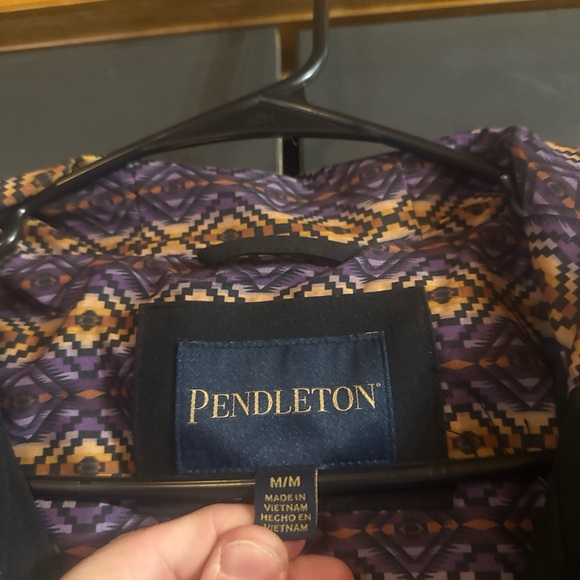 PENDLETON®
M/M
MADE IN
VIETNAM
HECHO EN
VIETNAM